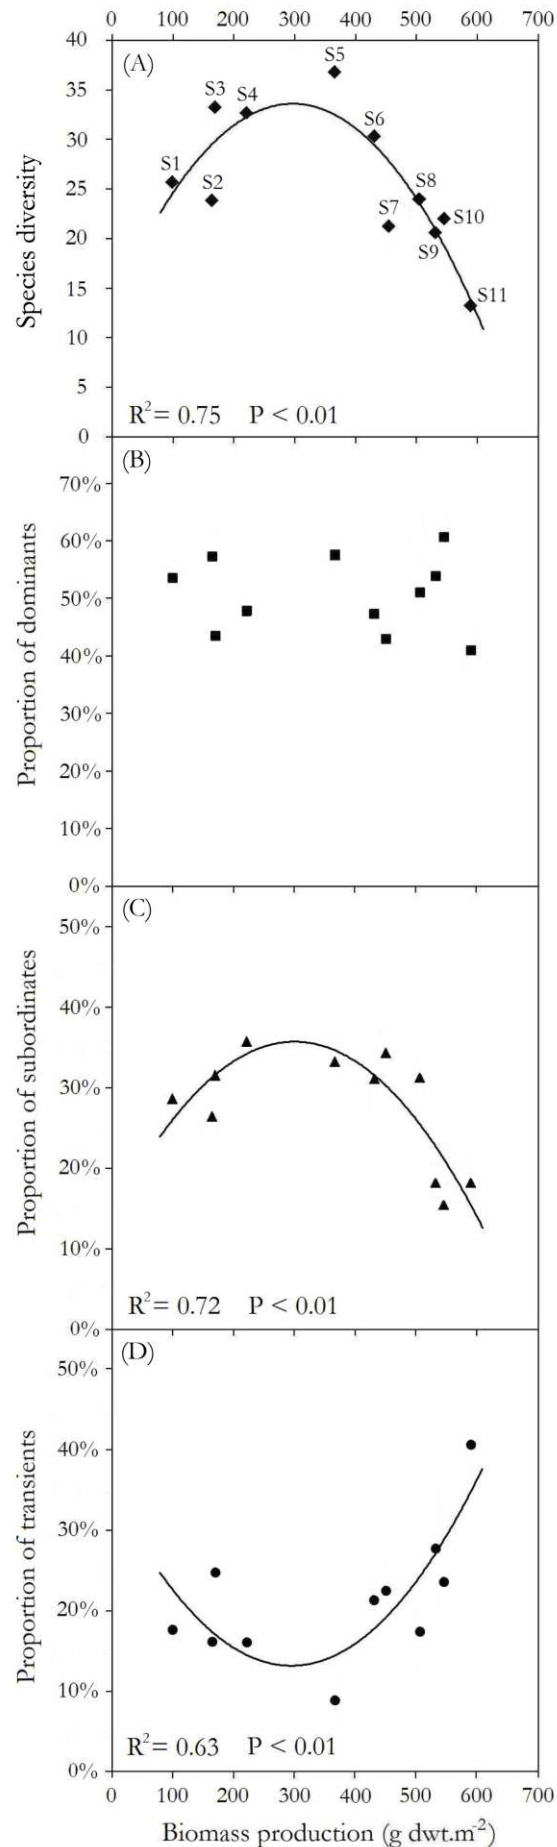 0 100 200 300 400 500 600 700
(A)
Species diversity
40
35
30
25
20
15
10
5
0
S1
S2
S3
S4
S5
S6
S7
S8
S9
S10
S11
R²= 0.75 P < 0.01
(B)
Proportion of dominants
70%
60%
50%
40%
30%
20%
10%
0%
(C)
Proportion of subordinates
50%
40%
30%
20%
10%
0%
R²= 0.72 P < 0.01
(D)
Proportion of transients
50%
40%
30%
20%
10%
0%
R²= 0.63 P < 0.01
0 100 200 300 400 500 600 700
Biomass production (g dwt.m⁻²)